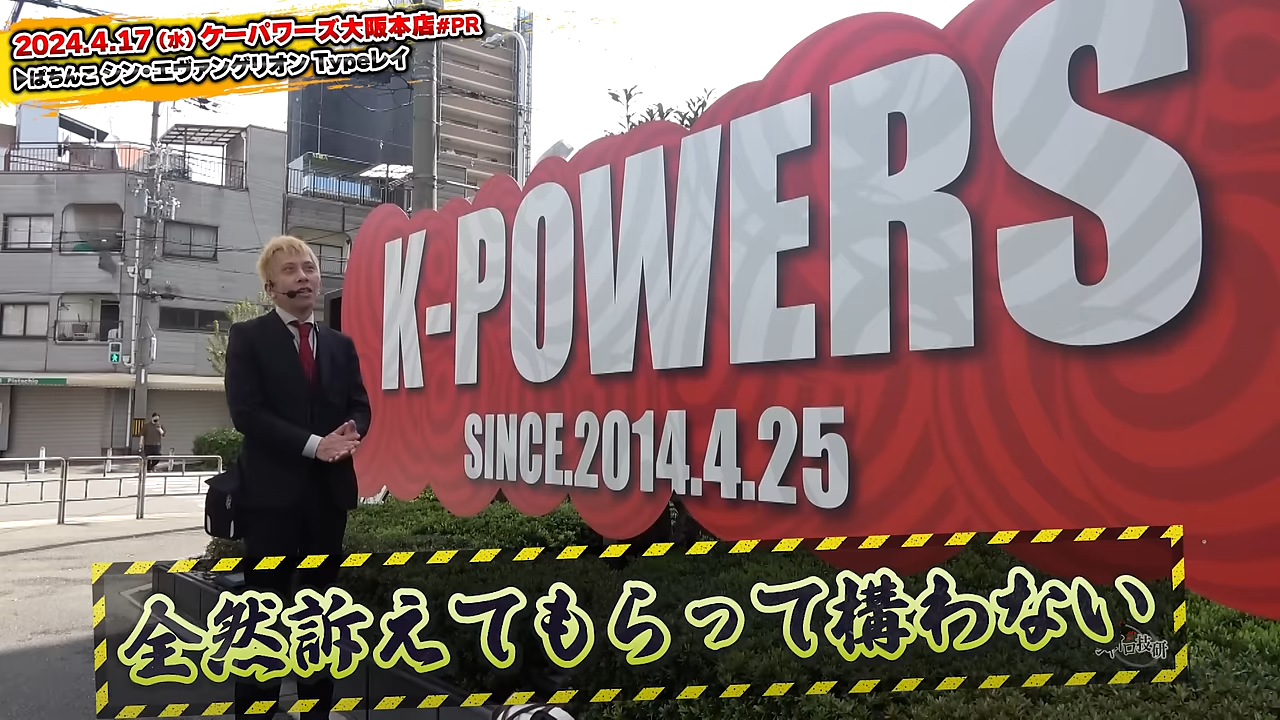 2024.4.17(水)ケーパワーズ大阪本店#PR
▷ぱちんこ シン・エヴァンゲリオン Typeレイ
K-POWERS
SINCE.2014.4.25
Pistachio
全然訴えてもらって構わない